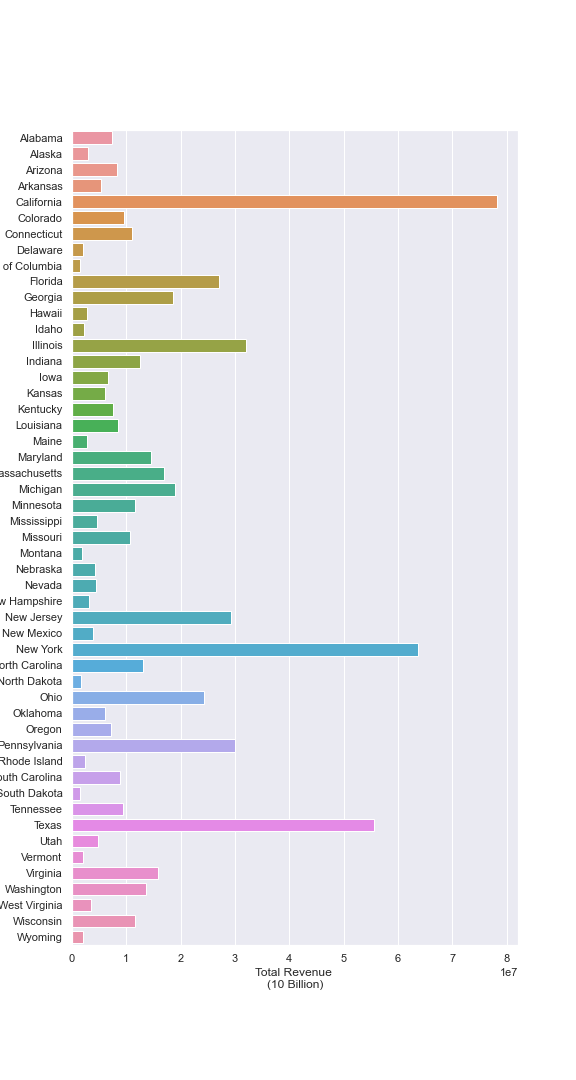 Alabama
Alaska
Arizona
Arkansas
California
Colorado
Connecticut
Delaware
of Columbia
Florida
Georgia
Hawaii
Idaho
Illinois
Indiana
Iowa
Kansas
Kentucky
Louisiana
Maine
Maryland
assachusetts
Michigan
Minnesota
Mississippi
Missouri
Montana
Nebraska
Nevada
w Hampshire
New Jersey
New Mexico
New York
orth Carolina
North Dakota
Ohio
Oklahoma
Oregon
Pennsylvania
Rhode Island
outh Carolina
South Dakota
Tennessee
Texas
Utah
Vermont
Virginia
Washington
West Virginia
Wisconsin
Wyoming
0 1 2 3 4 5 6 7 8
Total Revenue 1e7
(10 Billion)